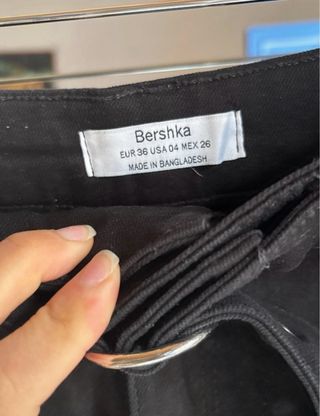 Bershka
EUR 36 USA 04 MEX 26
MADE IN BANGLADESH